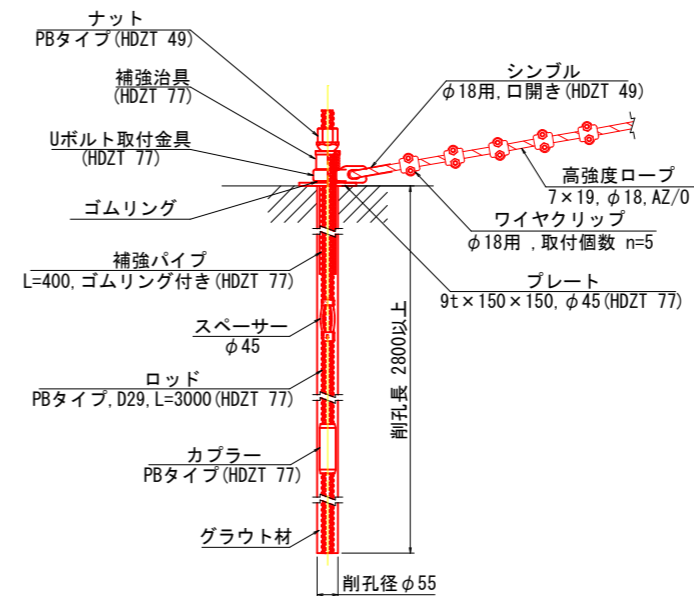 ナット
PBタイプ(HDZT 49)
補強治具
(HDZT 77)
Uボルト取付金具
(HDZT 77)
ゴムリング
補強パイプ
L=400,ゴムリング付き(HDZT 77)
スペーサー
φ45
ロッド
PBタイプ,D29,L=3000(HDZT 77)
カプラー
PBタイプ(HDZT 77)
グラウト材
シンブル
φ18用,口開き(HDZT 49)
高強度ロープ
7×19,φ18,AZ/O
ワイヤクリップ
φ18用 ,取付個数 n=5
プレート
9t×150×150,φ45(HDZT 77)
削孔長 2800以上
削孔径φ55